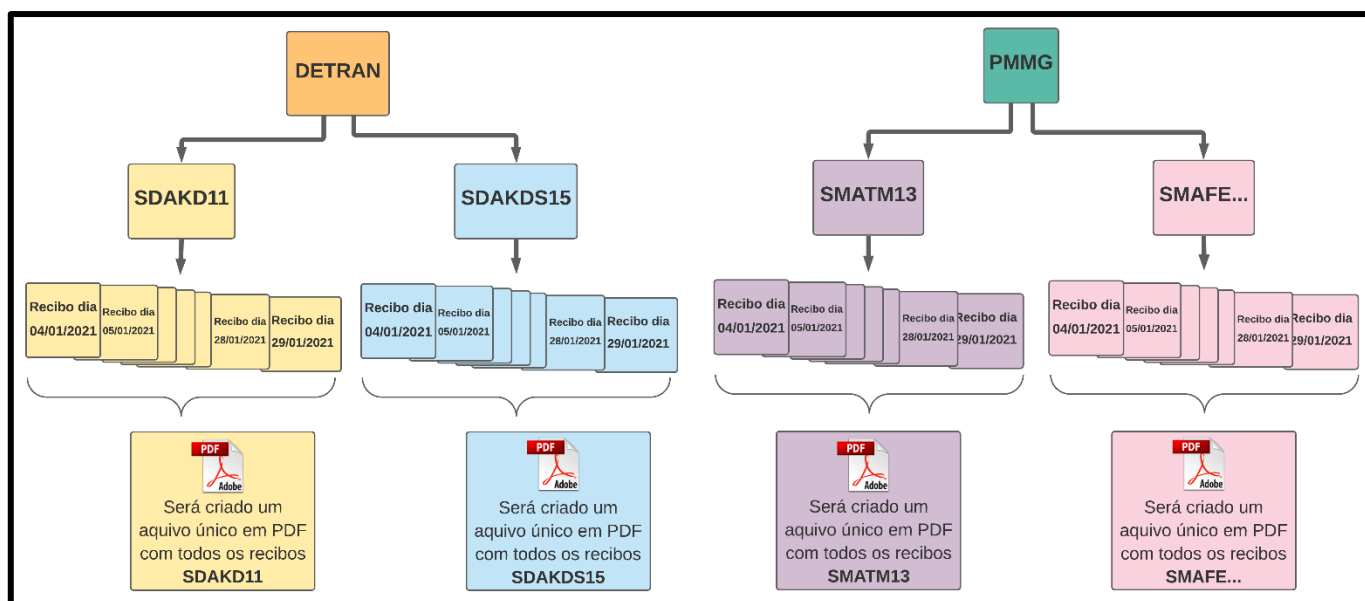 DETRAN
PMMG
SDAKD11
SDAKDS15
SMATM13
SMAFE...
Recibo dia
04/01/2021
Recibo dia
05/01/2021
Recibo dia
28/01/2021
Recibo dia
29/01/2021
Recibo dia
04/01/2021
Recibo dia
05/01/2021
Recibo dia
28/01/2021
Recibo dia
29/01/2021
Recibo dia
04/01/2021
Recibo dia
05/01/2021
Recibo dia
28/01/2021
Recibo dia
29/01/2021
Recibo dia
04/01/2021
Recibo dia
05/01/2021
Recibo dia
28/01/2021
Recibo dia
29/01/2021
PDF
Adobe
Será criado um
aquivo único em PDF
com todos os recibos
SDAKD11
PDF
Adobe
Será criado um
aquivo único em PDF
com todos os recibos
SDAKDS15
PDF
Adobe
Será criado um
aquivo único em PDF
com todos os recibos
SMATM13
PDF
Adobe
Será criado um
aquivo único em PDF
com todos os recibos
SMAFE...